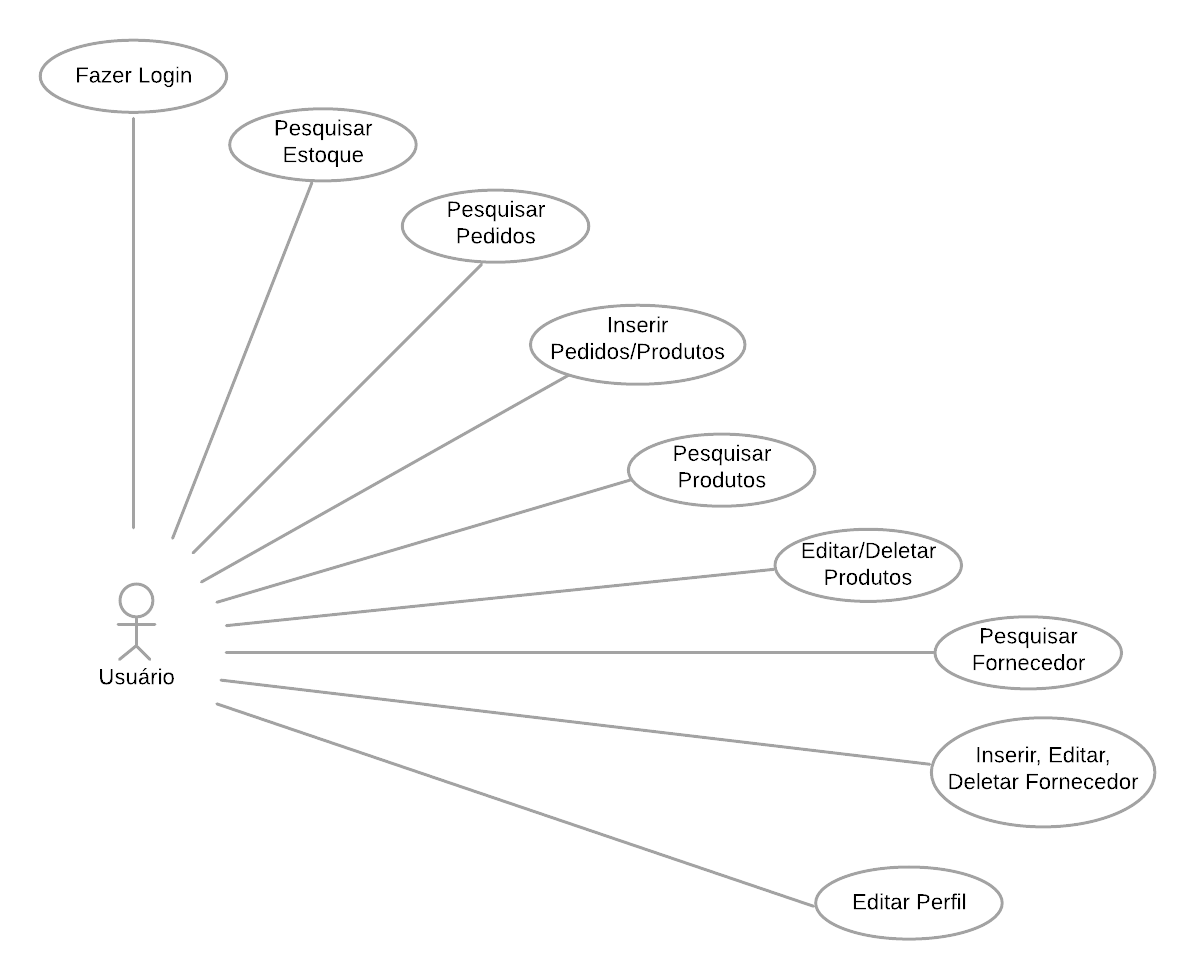 Fazer Login
Pesquisar
Estoque
Pesquisar
Pedidos
Inserir
Pedidos/Produtos
Pesquisar
Produtos
Editar/Deletar
Produtos
Pesquisar
Fornecedor
Usuário
Inserir, Editar,
Deletar Fornecedor
Editar Perfil